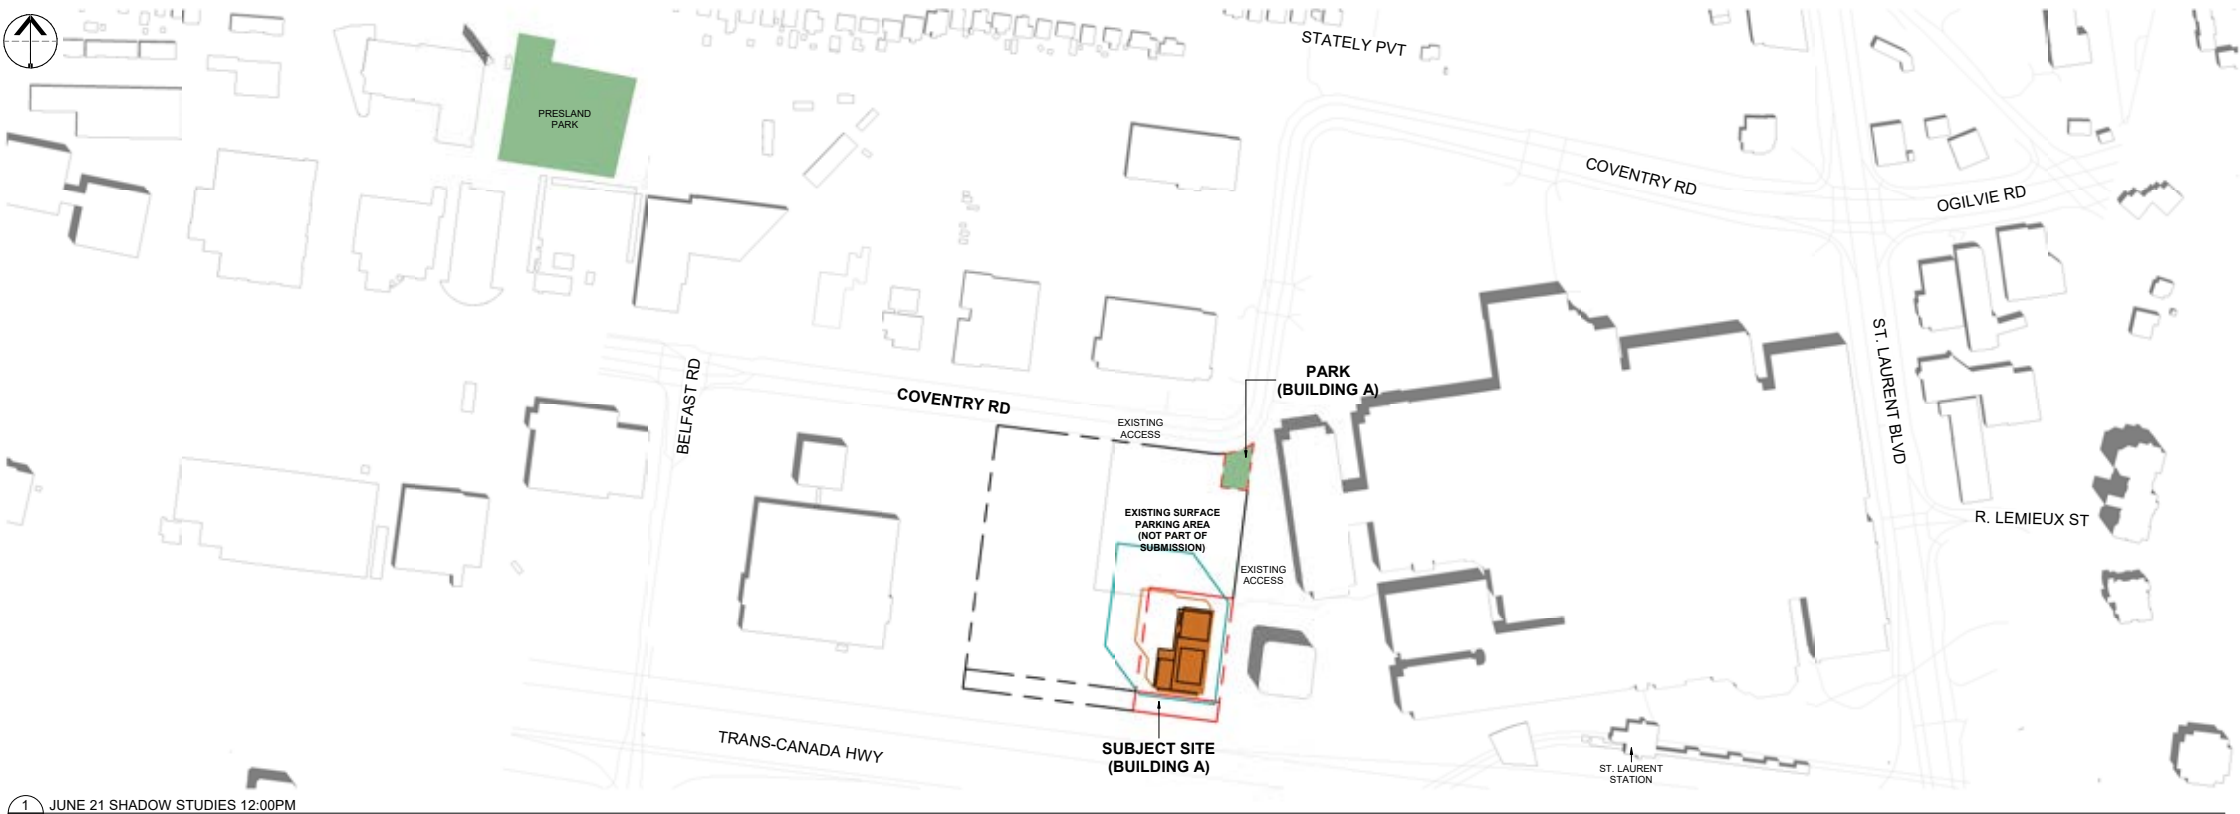 STATELY PVT
PRESLAND
PARK
COVENTRY RD
OGILVIE RD
ST. LAURENT BLVD
PARK
(BUILDING A)
BELFAST RD
COVENTRY RD
EXISTING
ACCESS
EXISTING SURFACE
PARKING AREA
(NOT PART OF
SUBMISSION)
R. LEMIEUX ST
EXISTING
ACCESS
TRANS-CANADA HWY
SUBJECT SITE
(BUILDING A)
ST. LAURENT
STATION
1 JUNE 21 SHADOW STUDIES 12:00PM